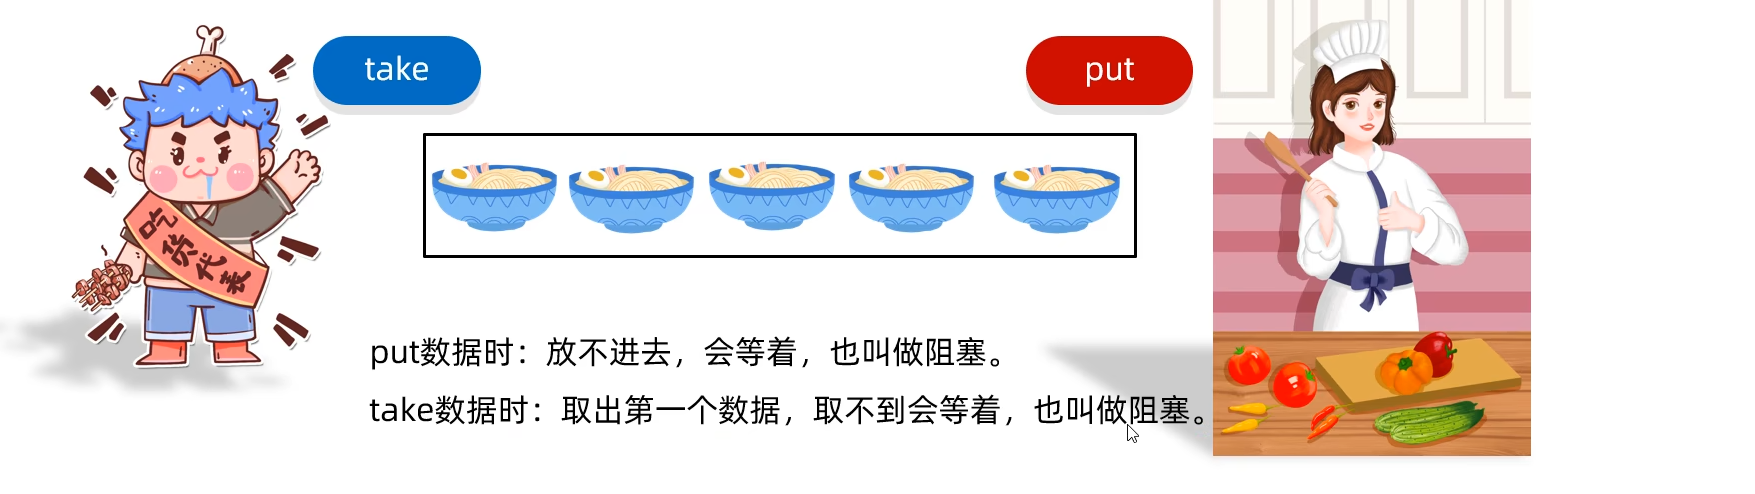 take
put
吃货代表
put数据时：放不进去，会等着，也叫做阻塞。
take数据时：取出第一个数据，取不到会等着，也叫做阻塞。